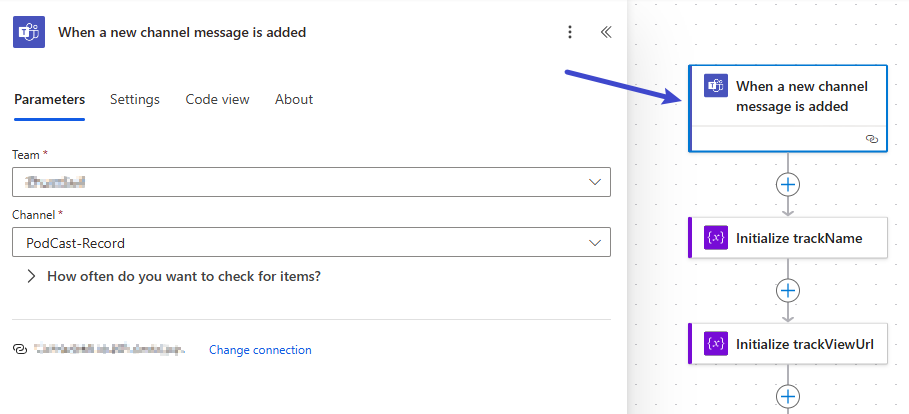 When a new channel message is added
Parameters
Settings
Code view
About
Team *
Channel *
PodCast-Record
How often do you want to check for items?
Change connection
When a new channel
message is added
{x}
Initialize trackName
{x}
Initialize trackViewUrl